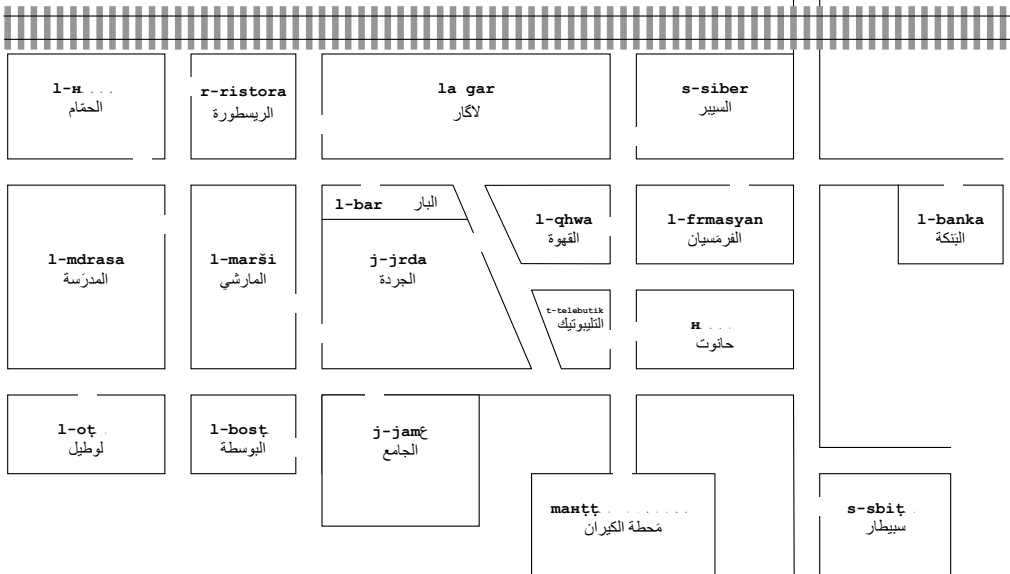 l-ʜ....
الحمّام
r-ristora
الريسطورة
la gar
لاݣار
s-siber
السيبر
l-bar البار
l-qhwa
القهوة
l-frmasyan
الفرمَسيان
l-banka
البَنكة
l-mdrasa
المدرَسة
l-marši
المارشي
j-jrda
الجردة
t-telebutik
التليبوتيك
ʜ....
حانوت
l-oṭ
لوطيل
l-bosṭ
البوسطة
j-jamع
الجامع
maʜṭṭ..........
مَحطة الكيران
s-sbiṭ
سبيطار